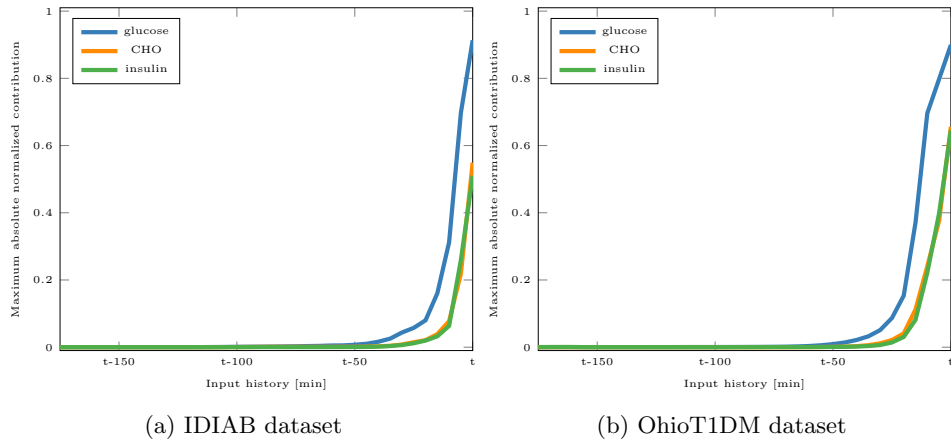 1
0.8
0.6
0.4
0.2
0
Maximum absolute normalized contribution
glucose
CHO
insulin
t-150
t-100
t-50
t
Input history [min]
(a) IDIAB dataset
1
0.8
0.6
0.4
0.2
0
Maximum absolute normalized contribution
glucose
CHO
insulin
t-150
t-100
t-50
t
Input history [min]
(b) OhioT1DM dataset